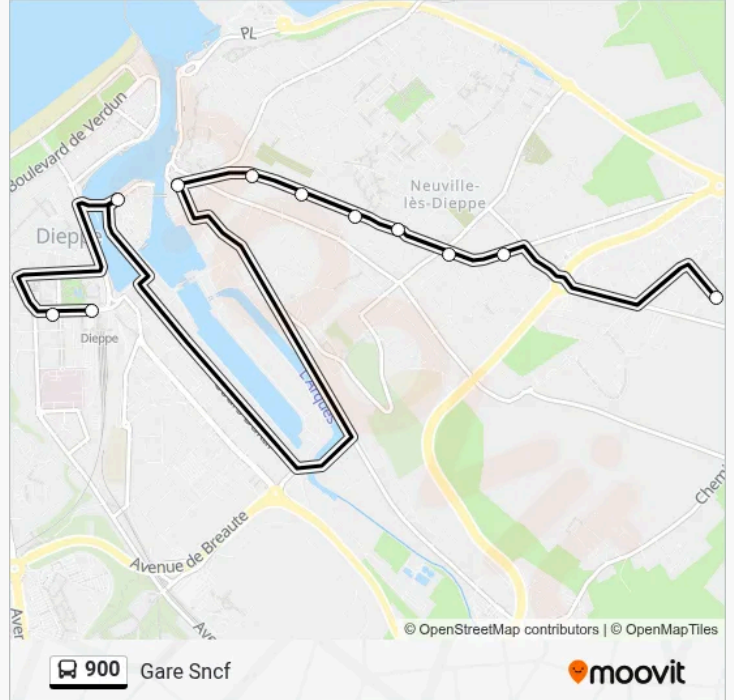 PL
Boulevard de Verdun
Neuville-
lès-Dieppe
Dieppe
Dieppe
L'Arques
Chemi
Avenue de Breaute
Aver
Ave
© OpenStreetMap contributors | © OpenMapTiles
900 Gare Sncf
moovit